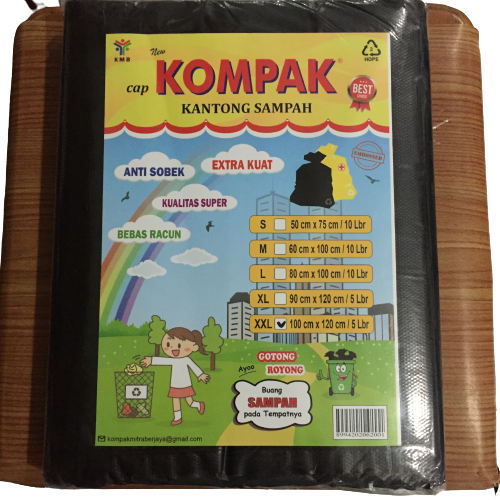 KMB
New
2
HDPE
cap KOMPAK®
KANTONG SAMPAH
BEST
ANTI SOBEK
EXTRA KUAT
KUALITAS SUPER
BEBAS RACUN
S 50 cm x 75 cm / 10 Lbr
M 60 cm x 100 cm / 10 Lbr
L 80 cm x 100 cm / 10 Lbr
XL 90 cm x 120 cm / 5 Lbr
XXL 100 cm x 120 cm / 5 Lbr
Ayoo GOTONG
ROYONG
Buang
SAMPAH
pada Tempatnya
kompakmitraberjaya@gmail.com
8994202062001